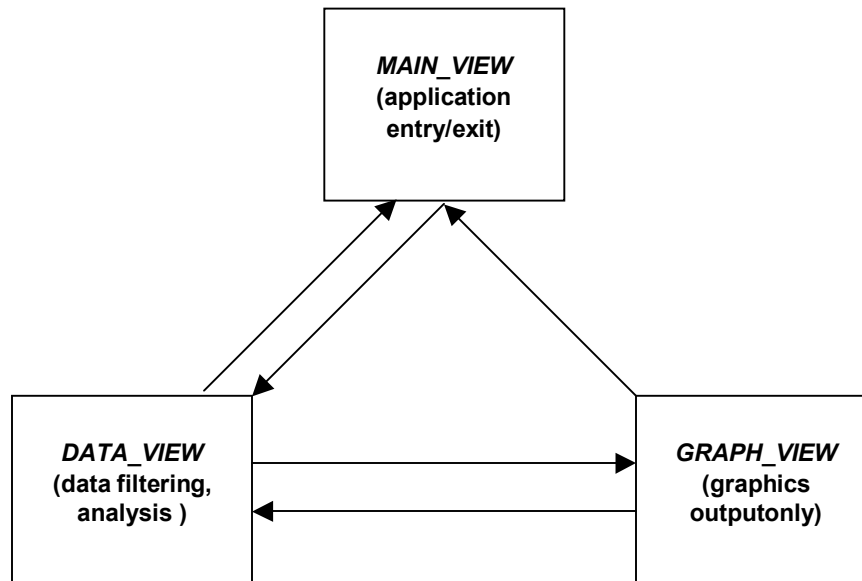 MAIN_VIEW
(application
entry/exit)
DATA_VIEW
(data filtering,
analysis )
GRAPH_VIEW
(graphics
outputonly)